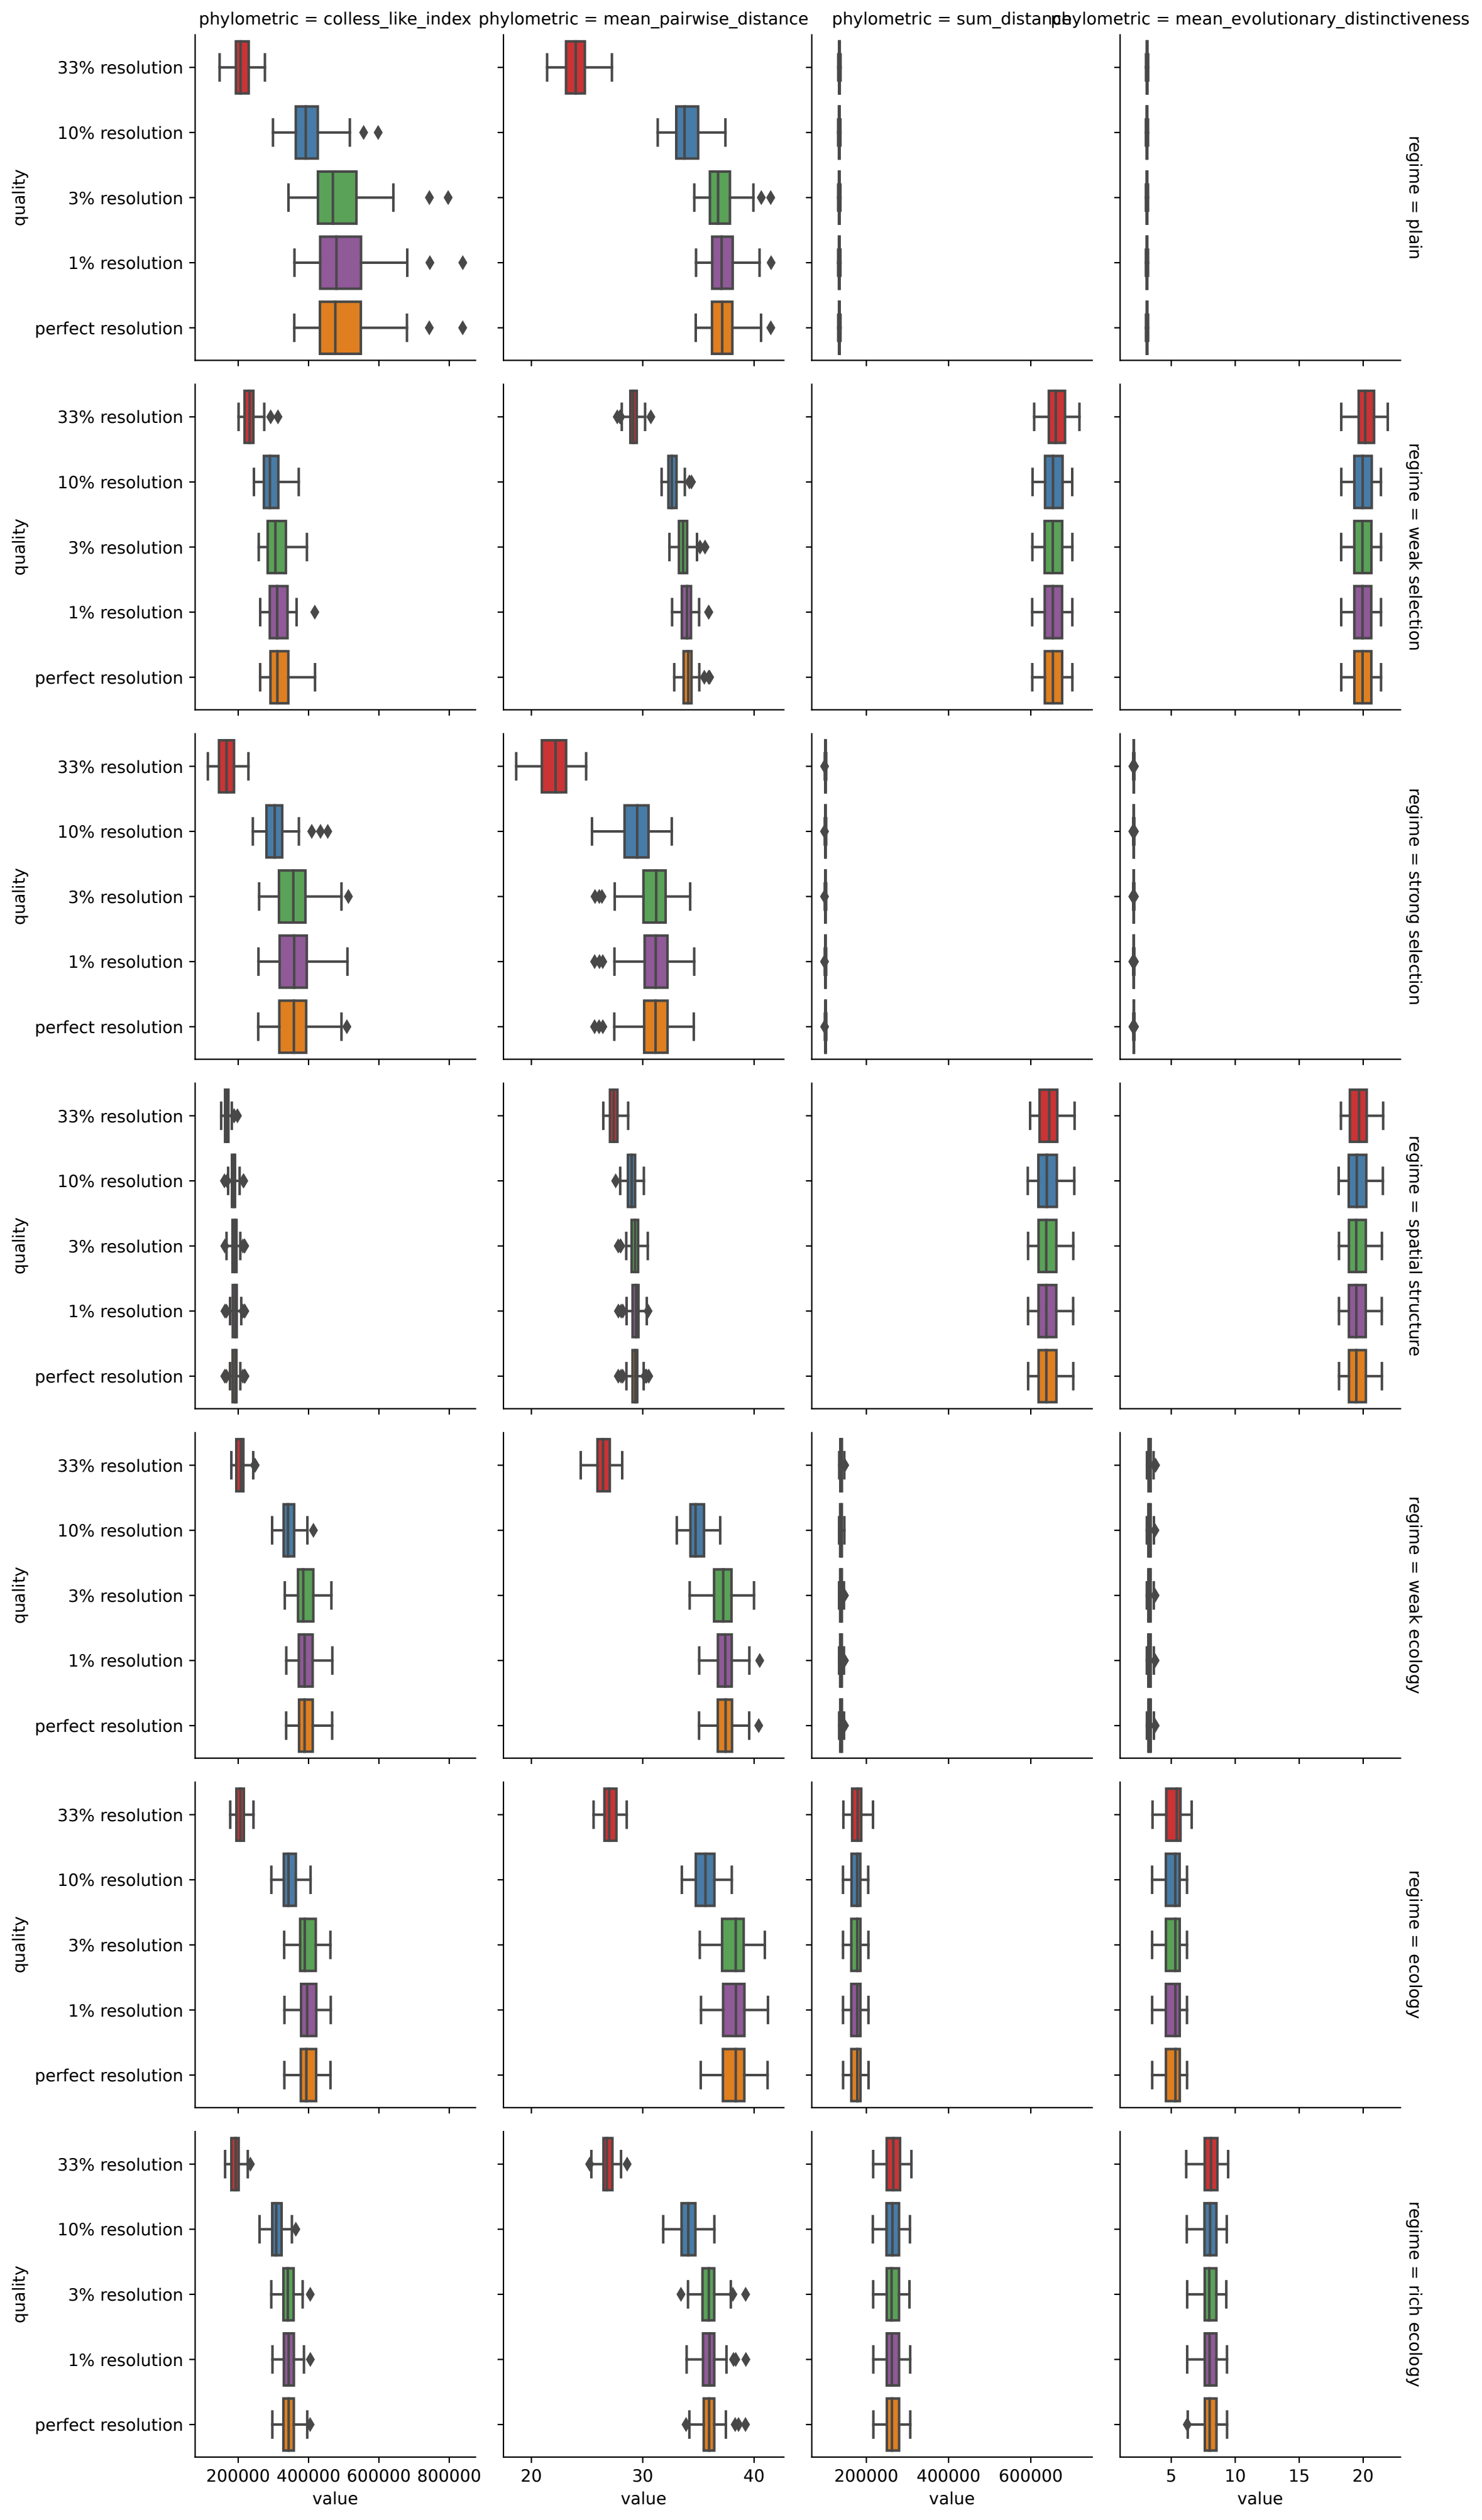 phylometric = colless_like_index phylometric = mean_pairwise_distance phylometric = sum_distance phylometric = mean_evolutionary_distinctiveness
33% resolution
10% resolution
3% resolution
1% resolution
perfect resolution
quality
regime = plain
33% resolution
10% resolution
3% resolution
1% resolution
perfect resolution
quality
regime = weak selection
33% resolution
10% resolution
3% resolution
1% resolution
perfect resolution
quality
regime = strong selection
33% resolution
10% resolution
3% resolution
1% resolution
perfect resolution
quality
regime = spatial structure
33% resolution
10% resolution
3% resolution
1% resolution
perfect resolution
quality
regime = weak ecology
33% resolution
10% resolution
3% resolution
1% resolution
perfect resolution
quality
regime = ecology
33% resolution
10% resolution
3% resolution
1% resolution
perfect resolution
quality
regime = rich ecology
200000 400000 600000 800000 20 30 40 200000 400000 600000 5 10 15 20
value value value value